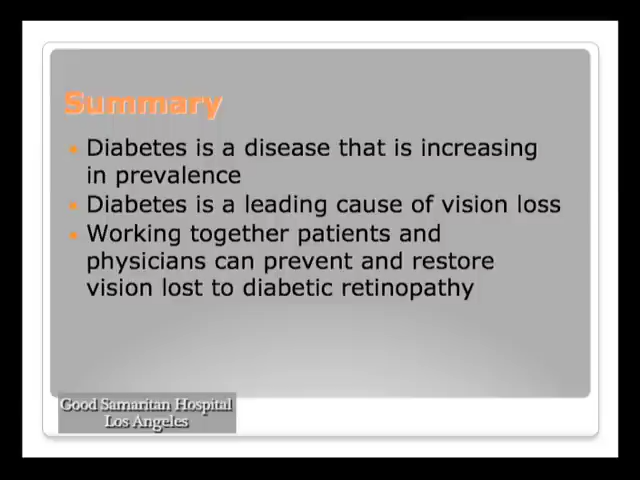 Summary
Diabetes is a disease that is increasing
in prevalence
Diabetes is a leading cause of vision loss
Working together patients and
physicians can prevent and restore
vision lost to diabetic retinopathy
Good Samaritan Hospital
Los Angeles